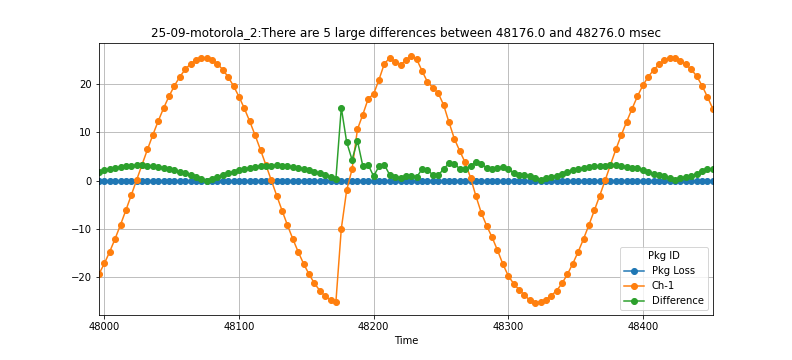 25-09-motorola_2:There are 5 large differences between 48176.0 and 48276.0 msec
20
10
0
−10
−20
48000
48100
48200
48300
48400
Time
Pkg ID
Pkg Loss
Ch-1
Difference